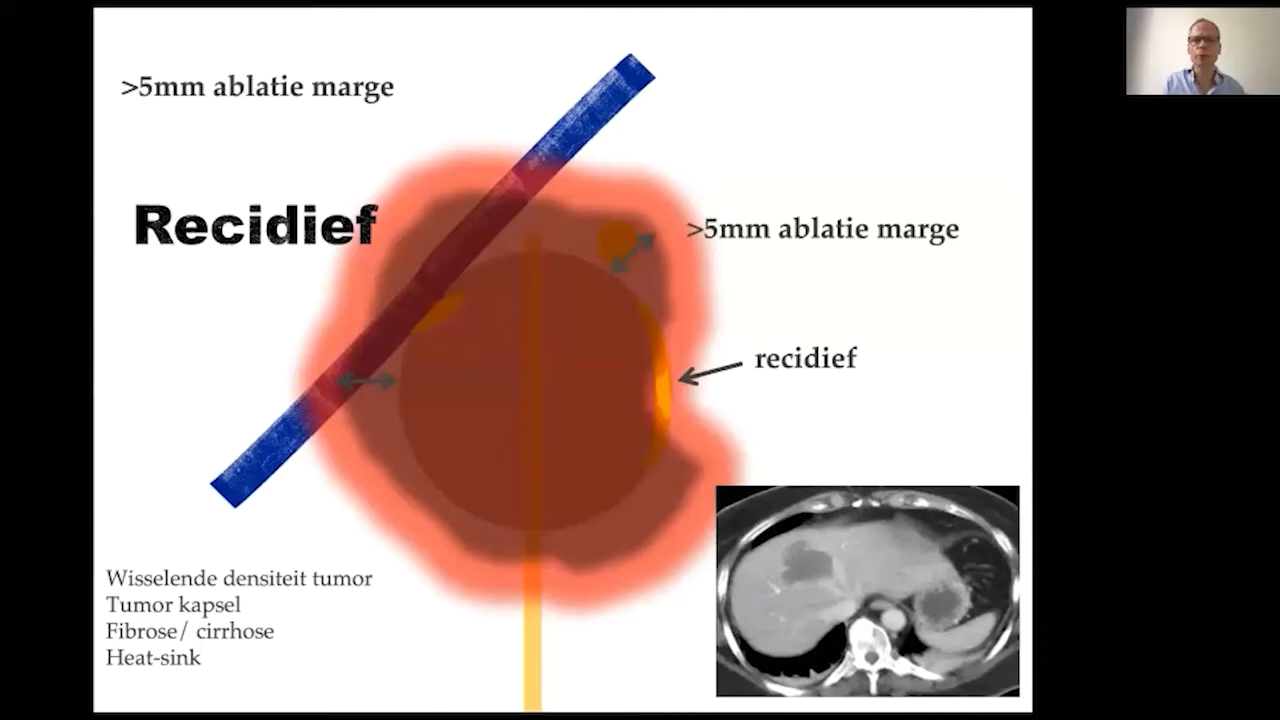 >5mm ablatie marge
Recidief
>5mm ablatie marge
recidief
Wisselende densiteit tumor
Tumor kapsel
Fibrose/ cirrhose
Heat-sink